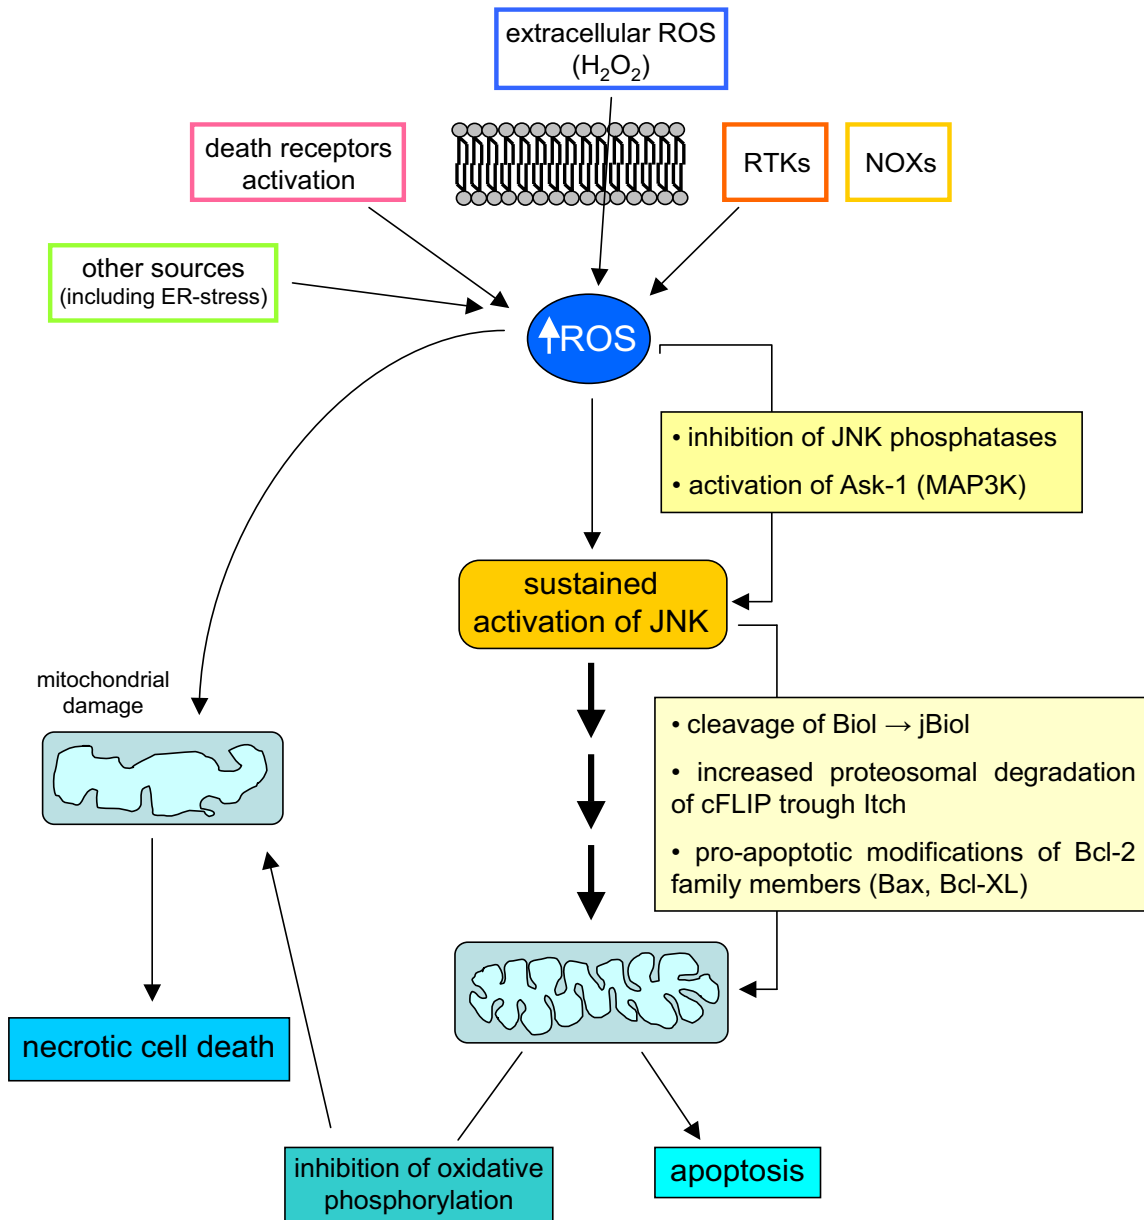 extracellular ROS
(H₂O₂)
death receptors
activation
RTKs
NOXs
other sources
(including ER-stress)
ROS
• inhibition of JNK phosphatases
• activation of Ask-1 (MAP3K)
sustained
activation of JNK
mitochondrial
damage
• cleavage of Biol → jBiol
• increased proteosomal degradation
of cFLIP trough Itch
• pro-apoptotic modifications of Bcl-2
family members (Bax, Bcl-XL)
necrotic cell death
inhibition of oxidative
phosphorylation
apoptosis